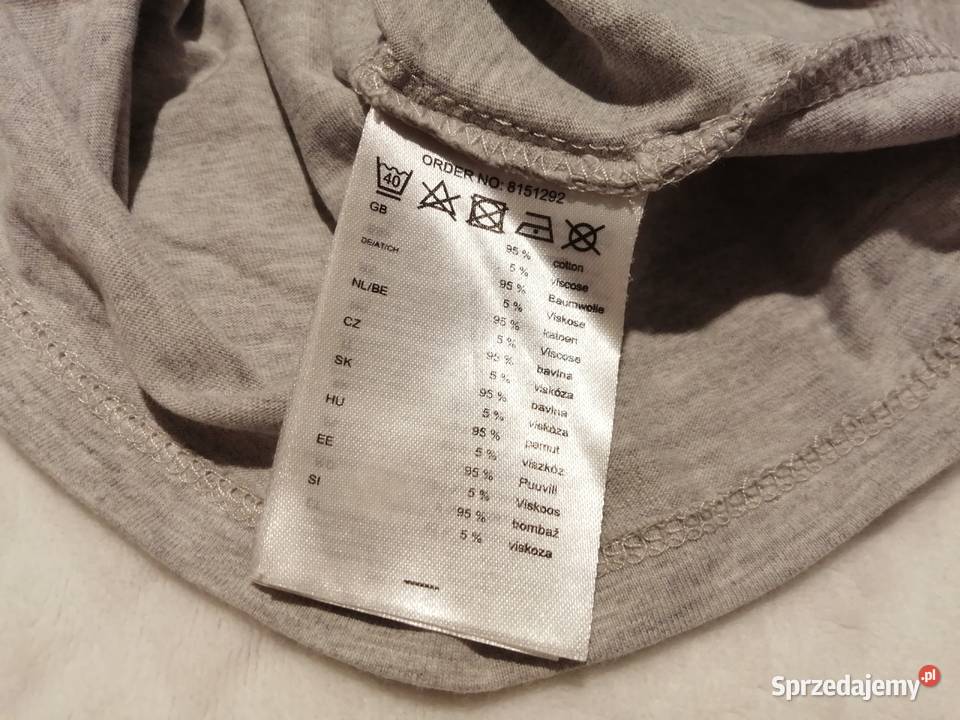 ORDER NO: 8151292
40
GB 95 % cotton
5 % viscose
DE/AT/CH 95 % Baumwolle
5 % Viskose
NL/BE 95 % katoen
5 % Viscose
CZ 95 % bavlna
5 % viskóza
SK 95 % bavlna
5 % viskóza
HU 95 % pamut
5 % viszkóz
EE 95 % Puuvill
5 % Viskoos
SI 95 % bombaž
5 % viskoza
Sprzedajemy.pl